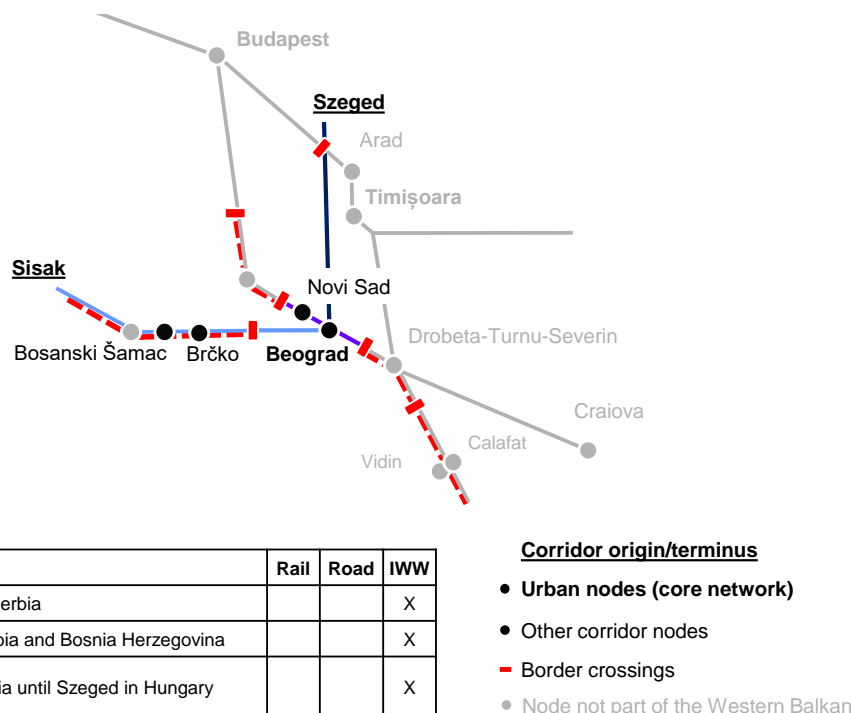 Budapest
Szeged
Arad
Timișoara
Sisak
Novi Sad
Bosanski Šamac
Brčko
Beograd
Drobeta-Turnu-Severin
Craiova
Calafat
Vidin
Rail Road IWW
erbia X
and Bosnia Herzegovina X
until Szeged in Hungary X
Corridor origin/terminus
Urban nodes (core network)
Other corridor nodes
Border crossings
Node not part of the Western Balkan